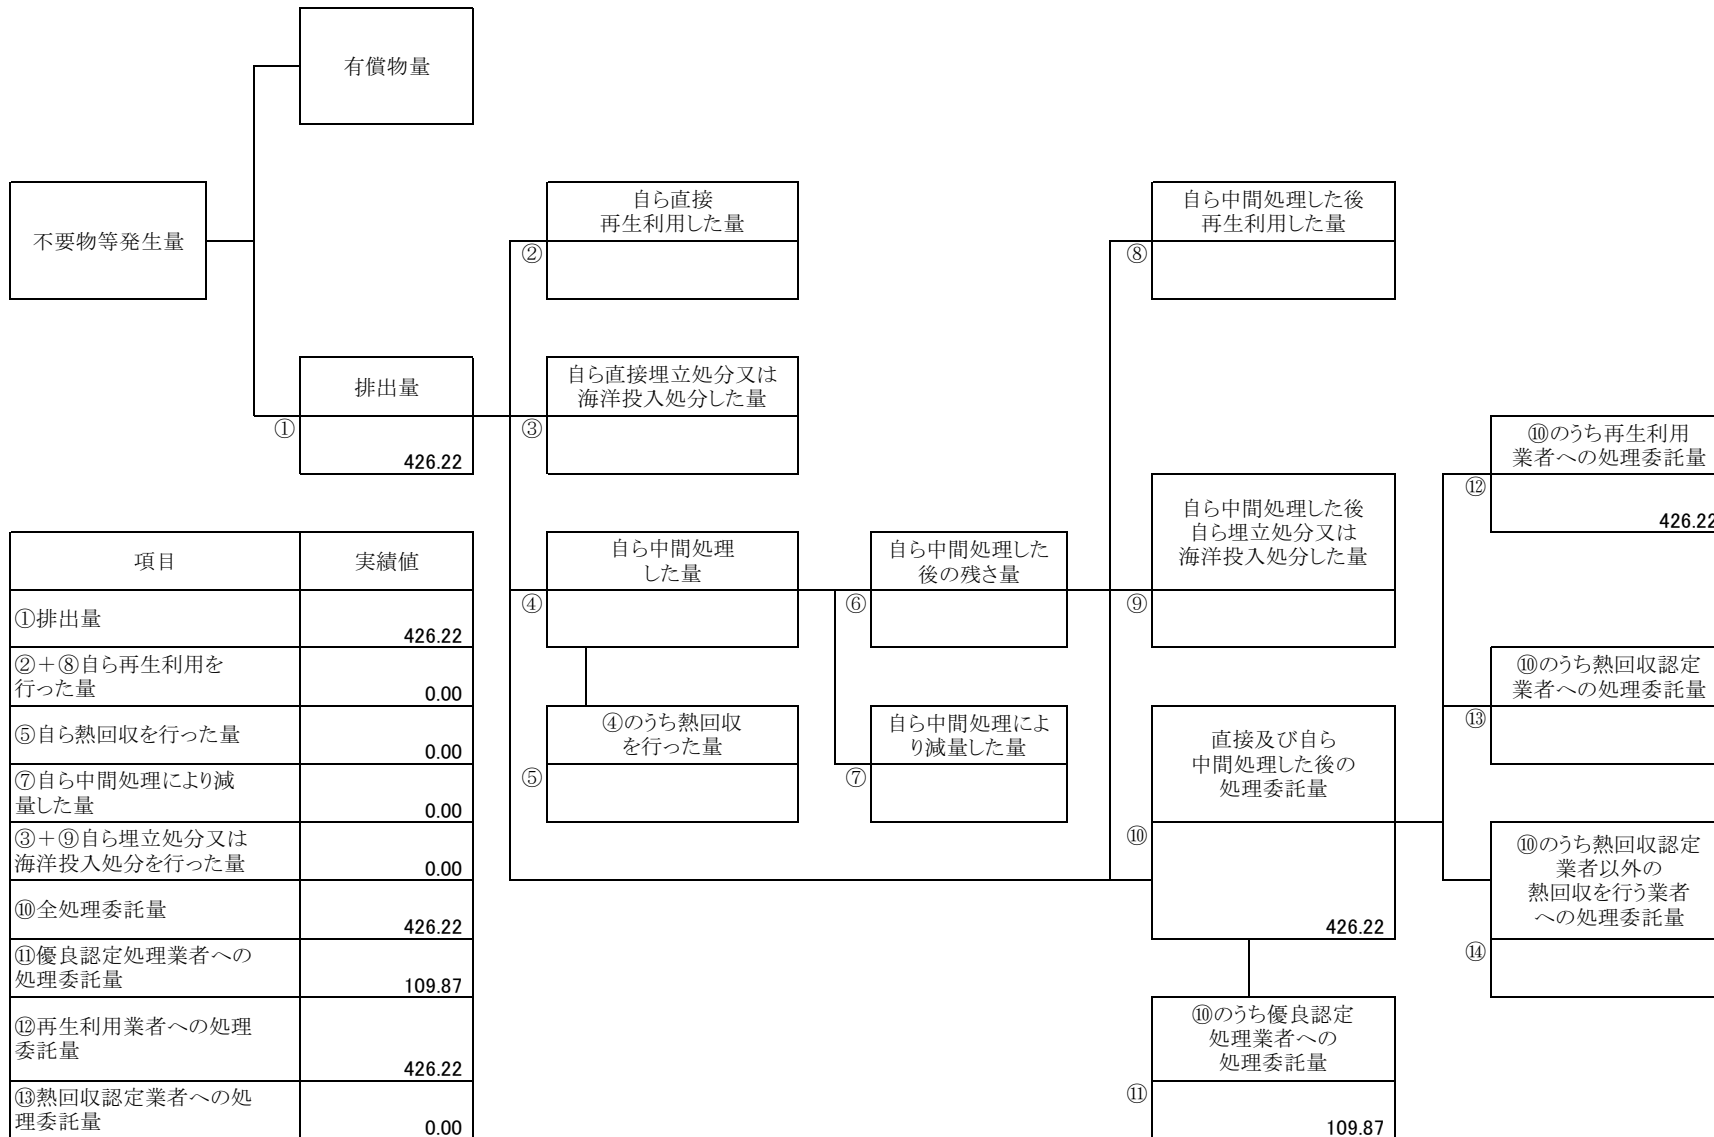 有償物量
不要物等発生量
自ら直接
再生利用した量
②
自ら中間処理した後
再生利用した量
⑧
排出量
①
426.22
自ら直接埋立処分又は
海洋投入処分した量
③
⑩のうち再生利用
業者への処理委託量
⑫
426.22
自ら中間処理した後
自ら埋立処分又は
海洋投入処分した量
⑨
自ら中間処理
した量
④
自ら中間処理した
後の残さ量
⑥
④のうち熱回収
を行った量
⑤
自ら中間処理によ
り減量した量
⑦
直接及び自ら
中間処理した後の
処理委託量
⑩
426.22
⑩のうち熱回収認定
業者への処理委託量
⑬
⑩のうち熱回収認定
業者以外の
熱回収を行う業者
への処理委託量
⑭
⑩のうち優良認定
処理業者への
処理委託量
⑪
109.87
項目 実績値
①排出量
426.22
②+⑧自ら再生利用を
行った量
0.00
⑤自ら熱回収を行った量
0.00
⑦自ら中間処理により減
量した量
0.00
③+⑨自ら埋立処分又は
海洋投入処分を行った量
0.00
⑩全処理委託量
426.22
⑪優良認定処理業者への
処理委託量
109.87
⑫再生利用業者への処理
委託量
426.22
⑬熱回収認定業者への処
理委託量
0.00